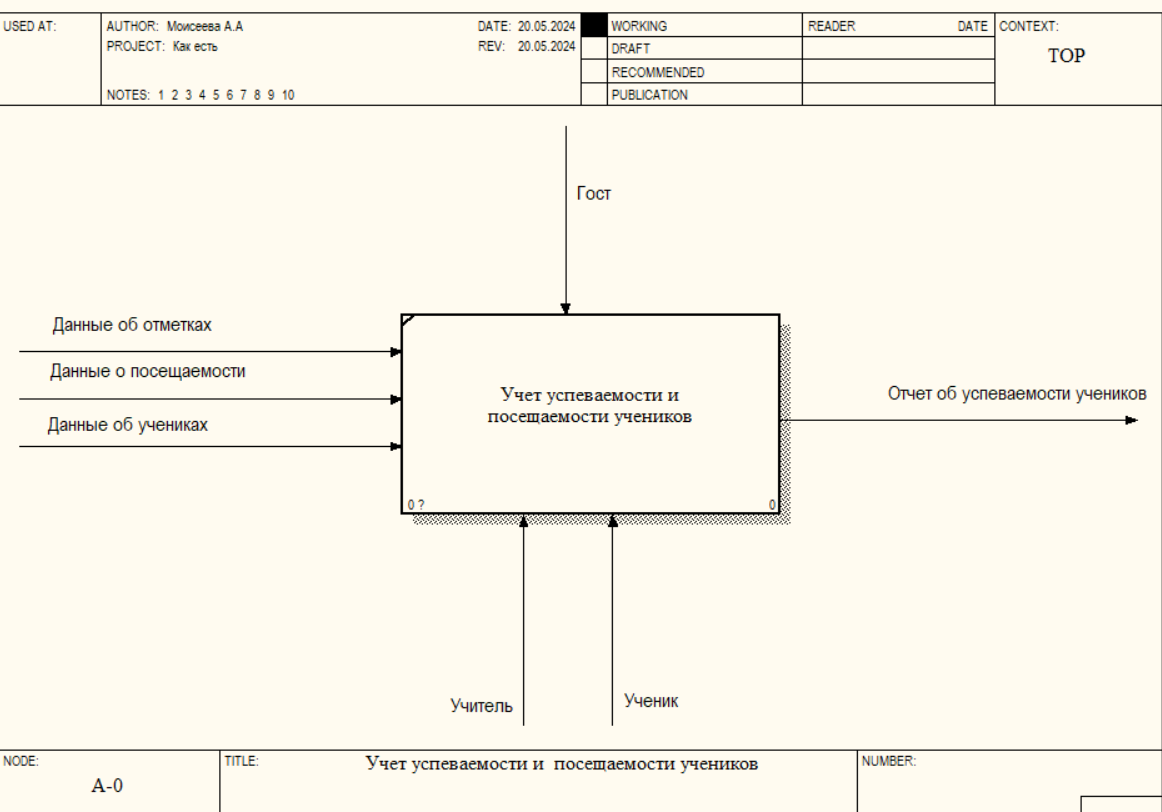 USED AT:
AUTHOR: Моисеева А.А
DATE: 20.05.2024
WORKING
READER
DATE
CONTEXT:
PROJECT: Как есть
REV: 20.05.2024
DRAFT
TOP
RECOMMENDED
NOTES: 1 2 3 4 5 6 7 8 9 10
PUBLICATION
Гост
Данные об отметках
Данные о посещаемости
Данные об учениках
Учет успеваемости и
посещаемости учеников
0 ?
0
Отчет об успеваемости учеников
Учитель
Ученик
NODE:
A-0
TITLE:
Учет успеваемости и посещаемости учеников
NUMBER: